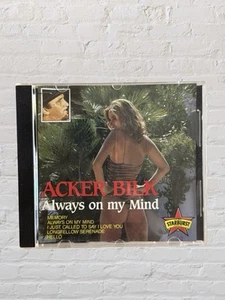 ACKER BILK
Always on my Mind
MEMORY
ALWAYS ON MY MIND
I JUST CALLED TO SAY I LOVE YOU
LONGFELLOW SERENADE
HELLO
STARBURST